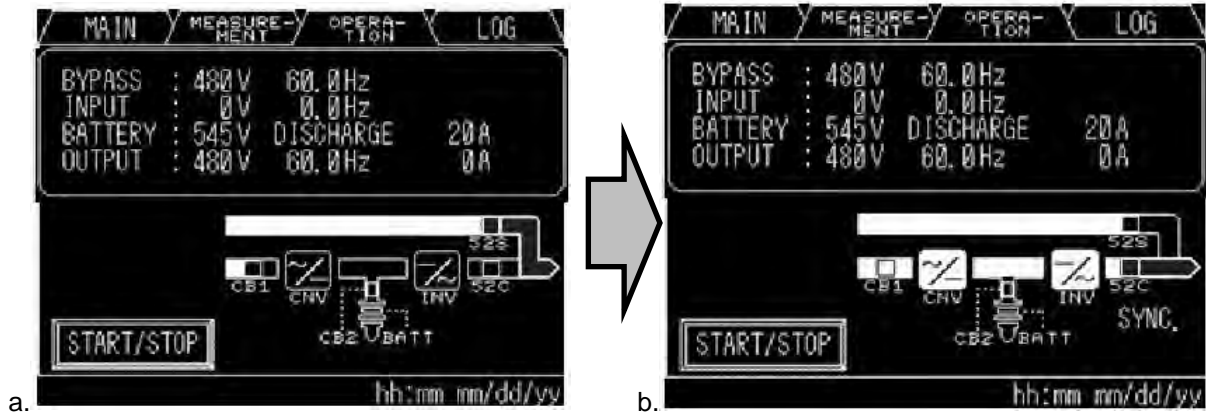 MAIN MEASURE-MENT OPERA-TION LOG
BYPASS : 480V 60.0Hz
INPUT : 0V 0.0Hz
BATTERY : 545V DISCHARGE 20A
OUTPUT : 480V 60.0Hz 0A
52S
CB1 CNV INV 52C
CB2 BATT
START/STOP
hh:mm mm/dd/yy
a.
MAIN MEASURE-MENT OPERA-TION LOG
BYPASS : 480V 60.0Hz
INPUT : 0V 0.0Hz
BATTERY : 545V DISCHARGE 20A
OUTPUT : 480V 60.0Hz 0A
52S
CB1 CNV INV 52C
SYNC.
CB2 BATT
START/STOP
hh:mm mm/dd/yy
b.